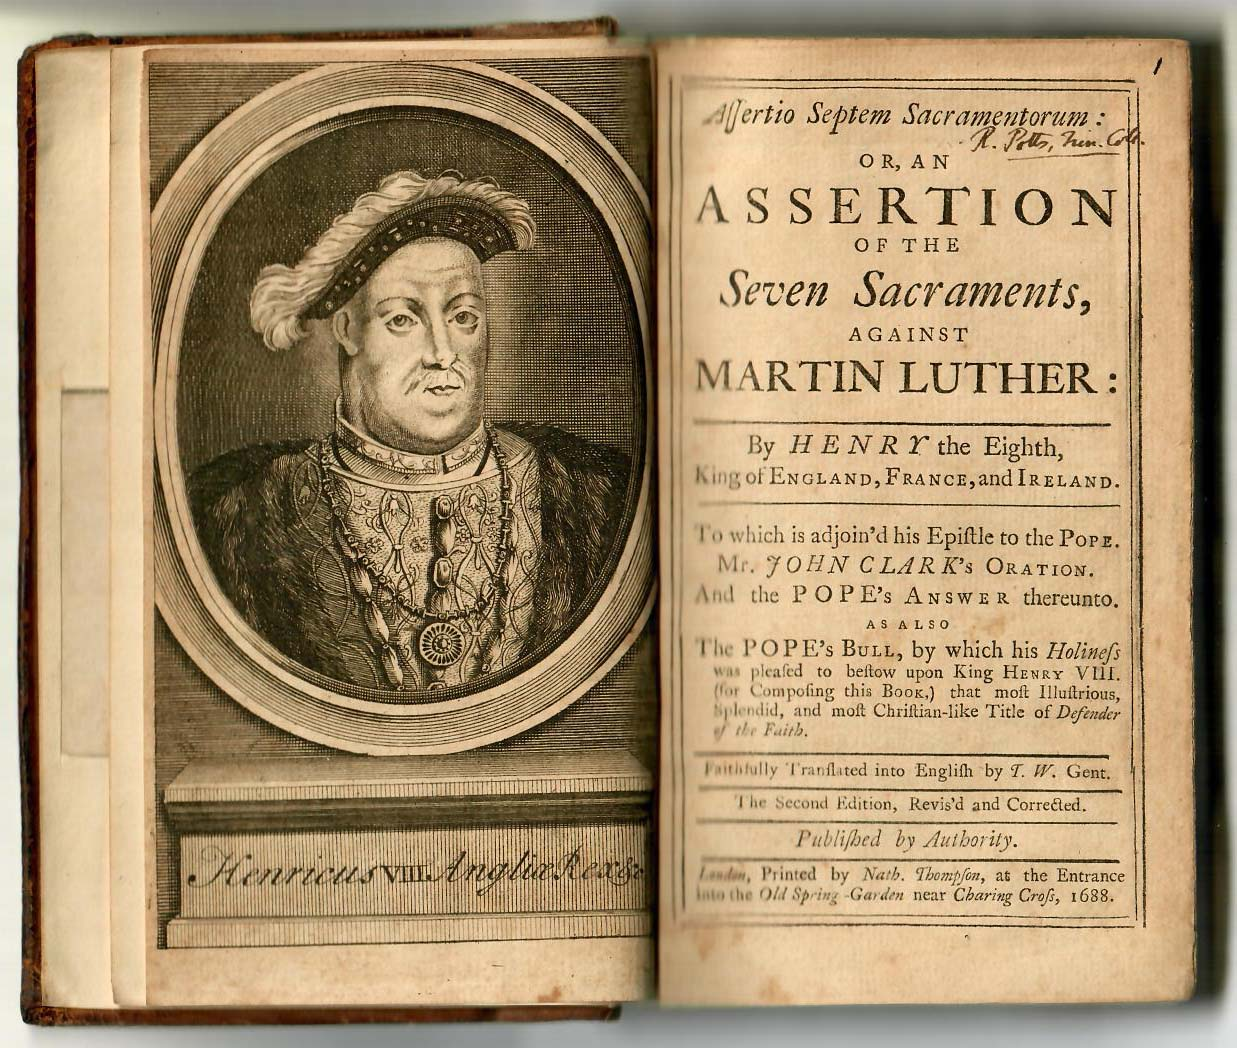 Henricus VIII. Angliæ Rex &c
1
Aſſertio Septem Sacramentorum :
R. Potts, Trin. Coll.
OR, AN
ASSERTION
OF THE
Seven Sacraments,
AGAINST
MARTIN LUTHER :
By HENRY the Eighth,
King of ENGLAND, FRANCE, and IRELAND.
To which is adjoin'd his Epiſtle to the POPE.
Mr. JOHN CLARK's ORATION.
And the POPE's ANSWER thereunto.
AS ALSO
The POPE's BULL, by which his Holineſs
was pleaſed to beſtow upon King HENRY VIII.
(for Compoſing this BOOK,) that moſt Illuſtrious,
Splendid, and moſt Chriſtian-like Title of Defender
of the Faith.
Faithfully Tranſlated into Engliſh by T. W. Gent.
The Second Edition, Revis'd and Corrected.
Publiſhed by Authority.
London, Printed by Nath. Thompſon, at the Entrance
into the Old Spring-Garden near Charing Croſs, 1688.